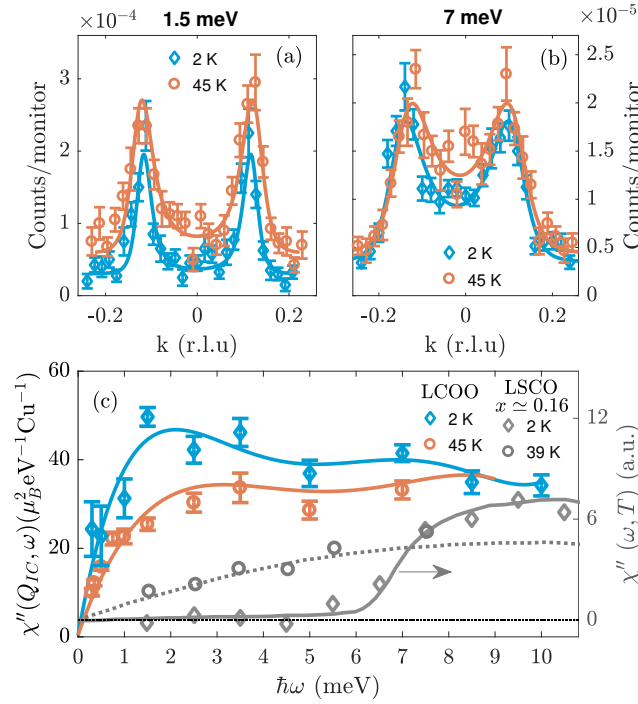 ×10⁻⁴ 1.5 meV 7 meV ×10⁻⁵
(a) (b)
2 K
45 K
3
2
1
0
2.5
2
1.5
1
0.5
0
Counts/monitor
Counts/monitor
2 K
45 K
-0.2 0 0.2
-0.2 0 0.2
k (r.l.u)
k (r.l.u)
(c)
LCOO
2 K
45 K
LSCO
x ≃ 0.16
2 K
39 K
60
40
20
0
12
6
0
χ″(Q_IC, ω)(μ_B²eV⁻¹Cu⁻¹)
χ″ (ω, T) (a.u.)
0 1 2 3 4 5 6 7 8 9 10
ℏω (meV)